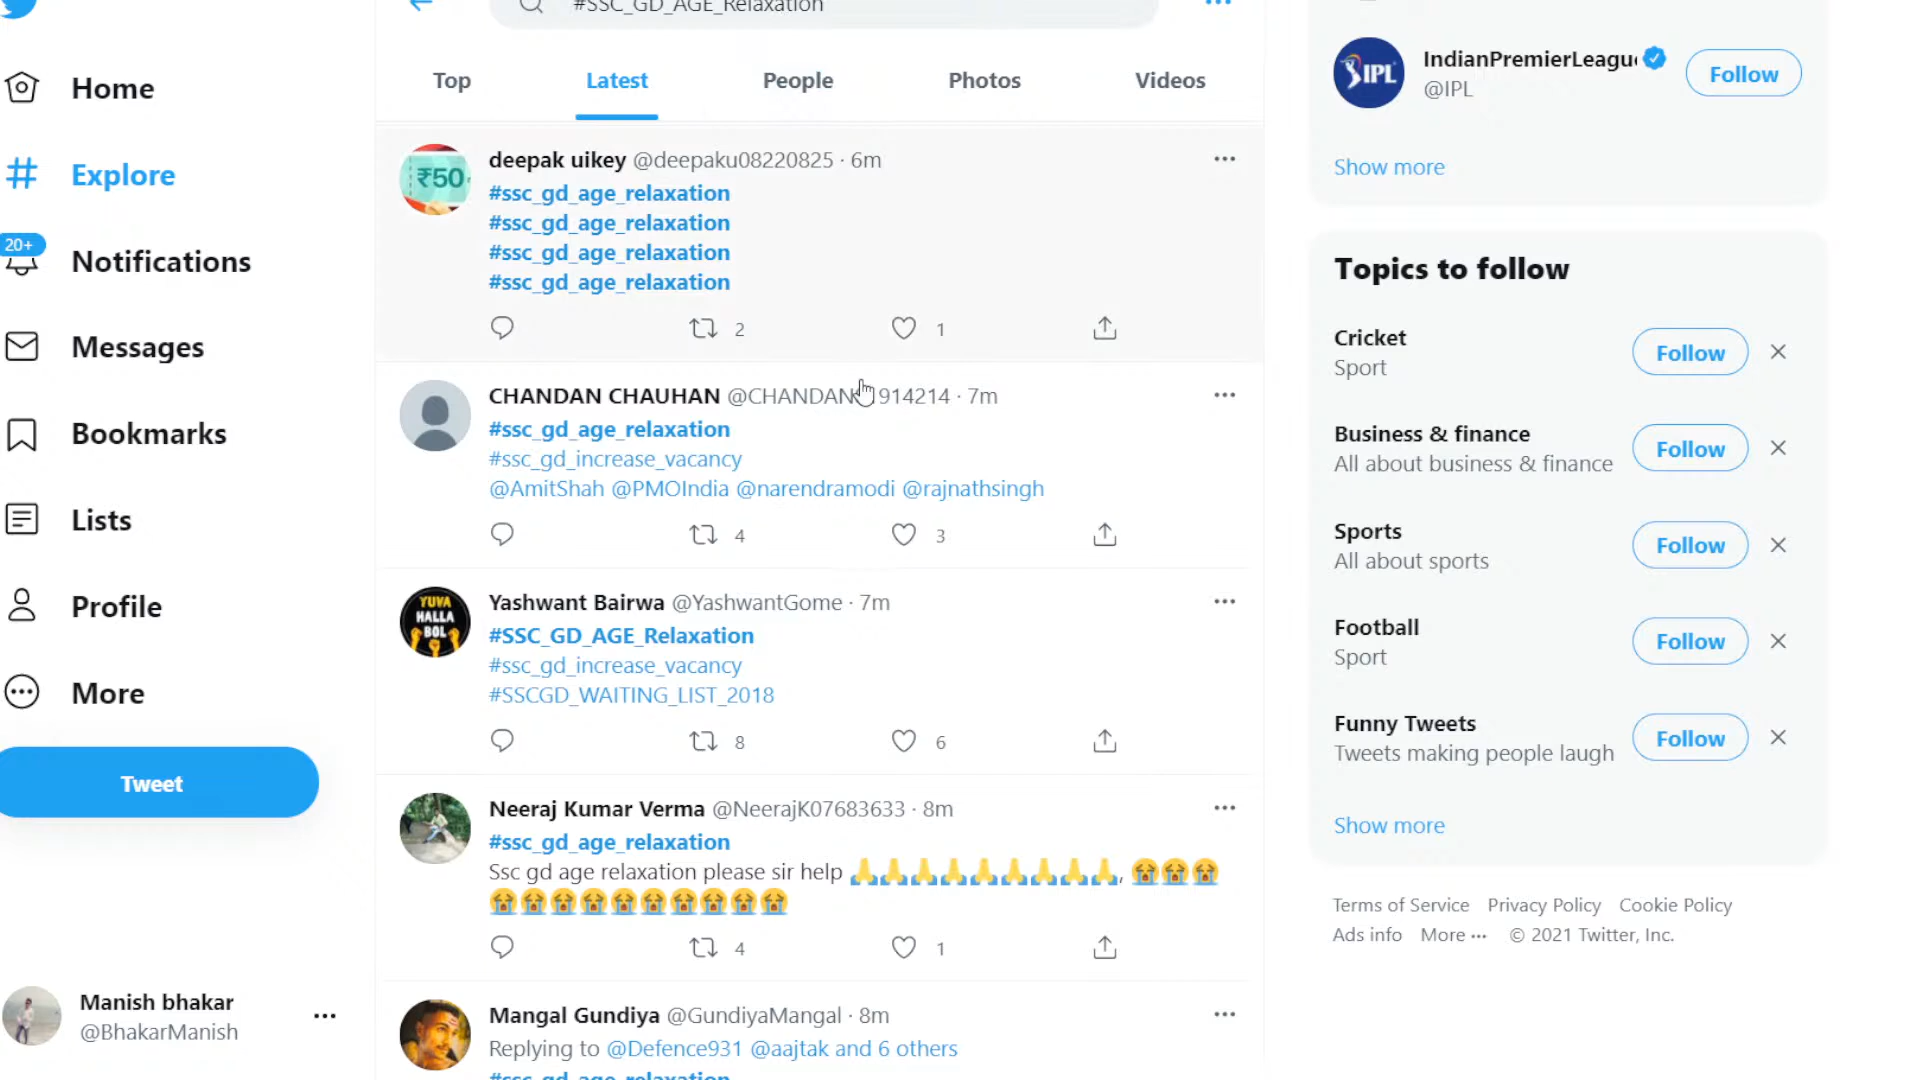 #SSC_GD_AGE_Relaxation
Home
Explore
20+
Notifications
Messages
Bookmarks
Lists
Profile
More
Tweet
Manish bhakar
@BhakarManish
Top
Latest
People
Photos
Videos
₹50
deepak uikey @deepaku08220825 · 6m
#ssc_gd_age_relaxation
#ssc_gd_age_relaxation
#ssc_gd_age_relaxation
#ssc_gd_age_relaxation
2
1
CHANDAN CHAUHAN · 7m
#ssc_gd_age_relaxation
#ssc_gd_increase_vacancy
@AmitShah @PMOIndia @narendramodi @rajnathsingh
4
3
YUVA
HALLA
BOL
Yashwant Bairwa @YashwantGome · 7m
#SSC_GD_AGE_Relaxation
#ssc_gd_increase_vacancy
#SSCGD_WAITING_LIST_2018
8
6
Neeraj Kumar Verma @NeerajK07683633 · 8m
#ssc_gd_age_relaxation
Ssc gd age relaxation please sir help 🙏🙏🙏🙏🙏🙏🙏🙏🙏, 😭😭😭
😭😭😭😭😭😭😭😭😭😭
4
1
Mangal Gundiya @GundiyaMangal · 8m
Replying to @Defence931 @aajtak and 6 others
#ssc_gd_age_relaxation
IPL
IndianPremierLeagu
@IPL
Follow
Show more
Topics to follow
Cricket
Sport
Follow
Business & finance
All about business & finance
Follow
Sports
All about sports
Follow
Football
Sport
Follow
Funny Tweets
Tweets making people laugh
Follow
Show more
Terms of Service Privacy Policy Cookie Policy
Ads info More ··· © 2021 Twitter, Inc.